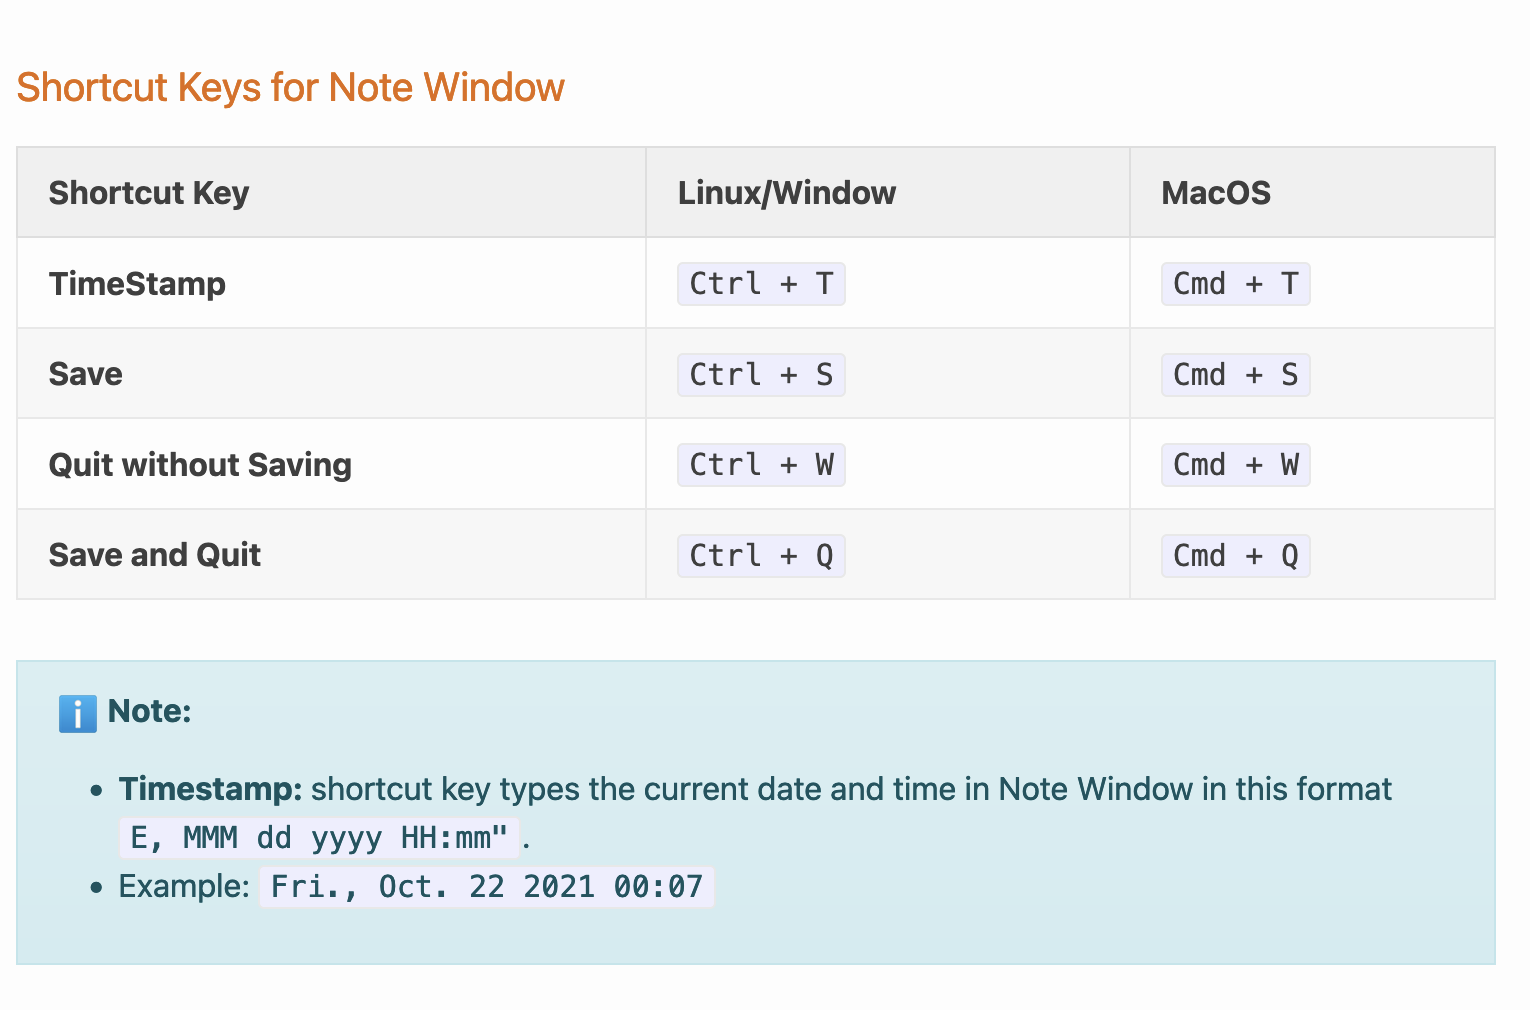 Shortcut Keys for Note Window
Shortcut Key Linux/Window MacOS
TimeStamp Ctrl + T Cmd + T
Save Ctrl + S Cmd + S
Quit without Saving Ctrl + W Cmd + W
Save and Quit Ctrl + Q Cmd + Q
ℹ️ Note:
• Timestamp: shortcut key types the current date and time in Note Window in this format
E, MMM dd yyyy HH:mm".
• Example: Fri., Oct. 22 2021 00:07